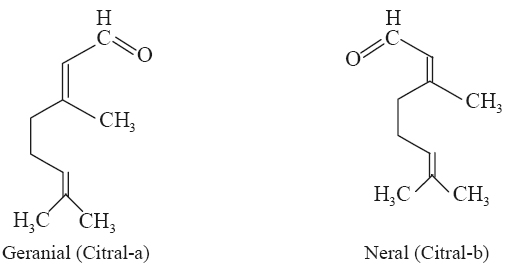 H
C
O
CH₃
H₃C CH₃
Geranial (Citral-a)
H
C
O
CH₃
H₃C CH₃
Neral (Citral-b)